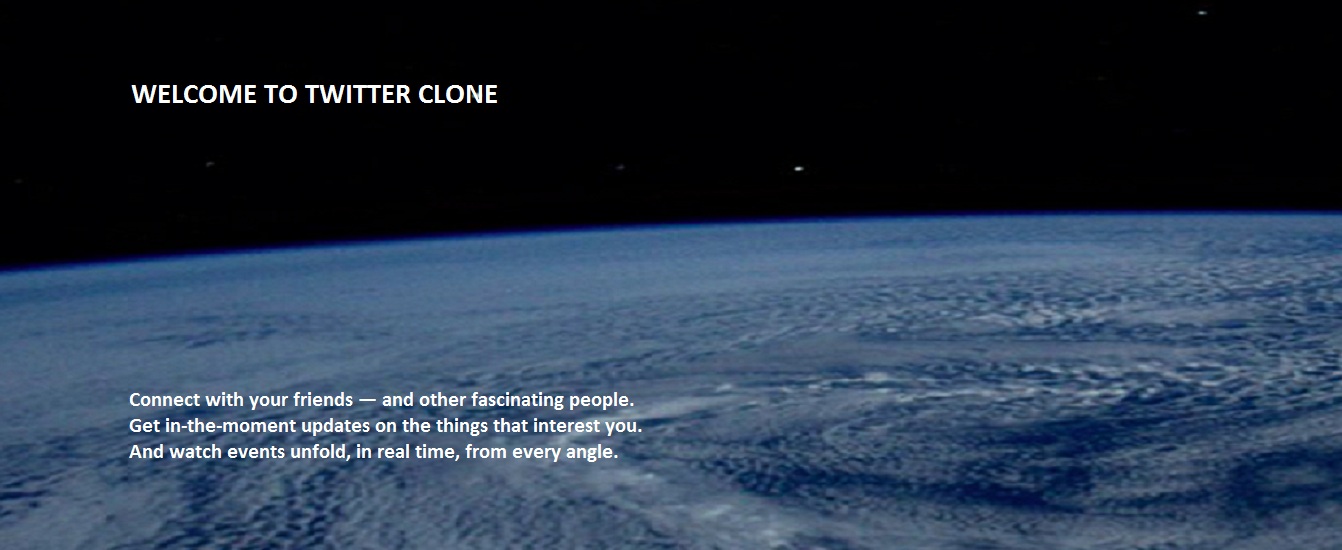 WELCOME TO TWITTER CLONE
Connect with your friends — and other fascinating people.
Get in-the-moment updates on the things that interest you.
And watch events unfold, in real time, from every angle.